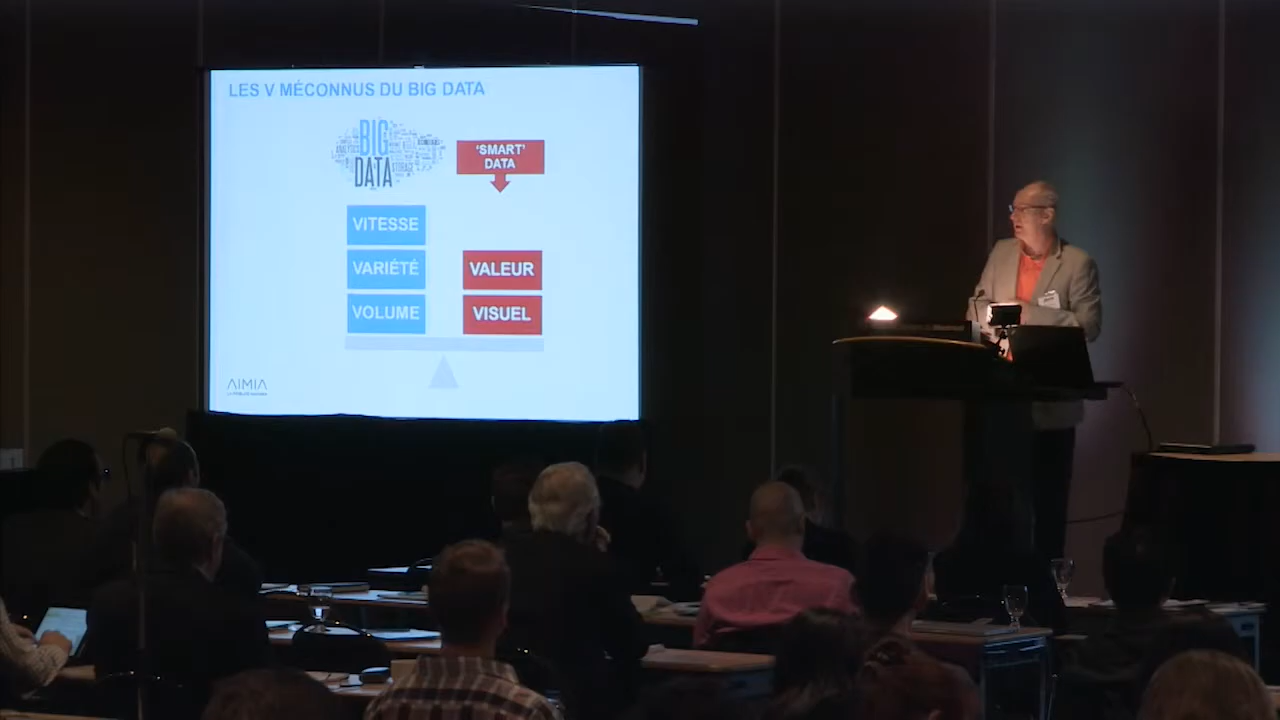 LES V MÉCONNUS DU BIG DATA
BIG
DATA
'SMART'
DATA
VITESSE
VARIÉTÉ
VALEUR
VOLUME
VISUEL
AIMIA